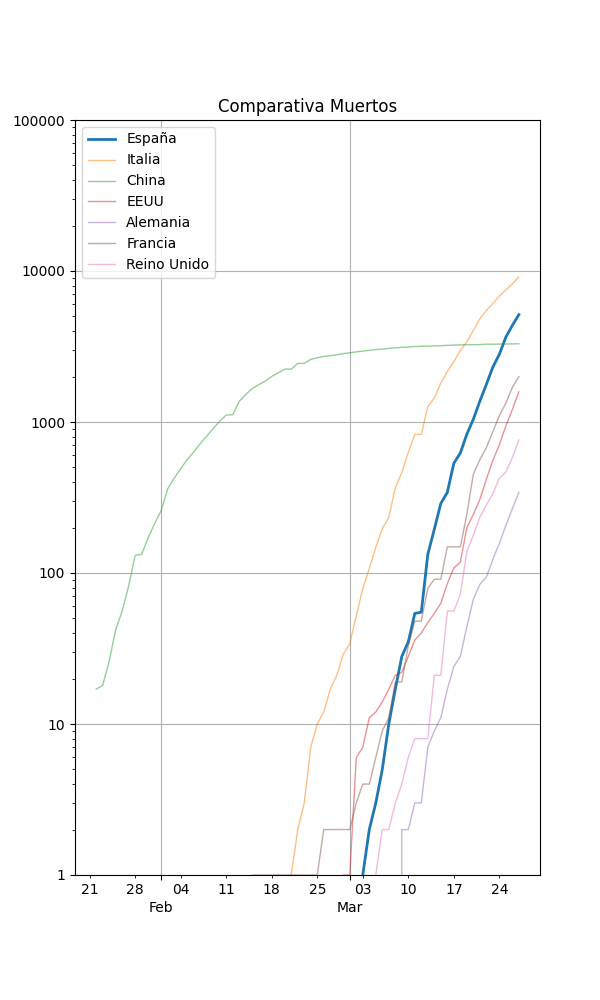 Comparativa Muertos
100000
10000
1000
100
10
1
España
Italia
China
EEUU
Alemania
Francia
Reino Unido
21 28 04 11 18 25 03 10 17 24
Feb Mar